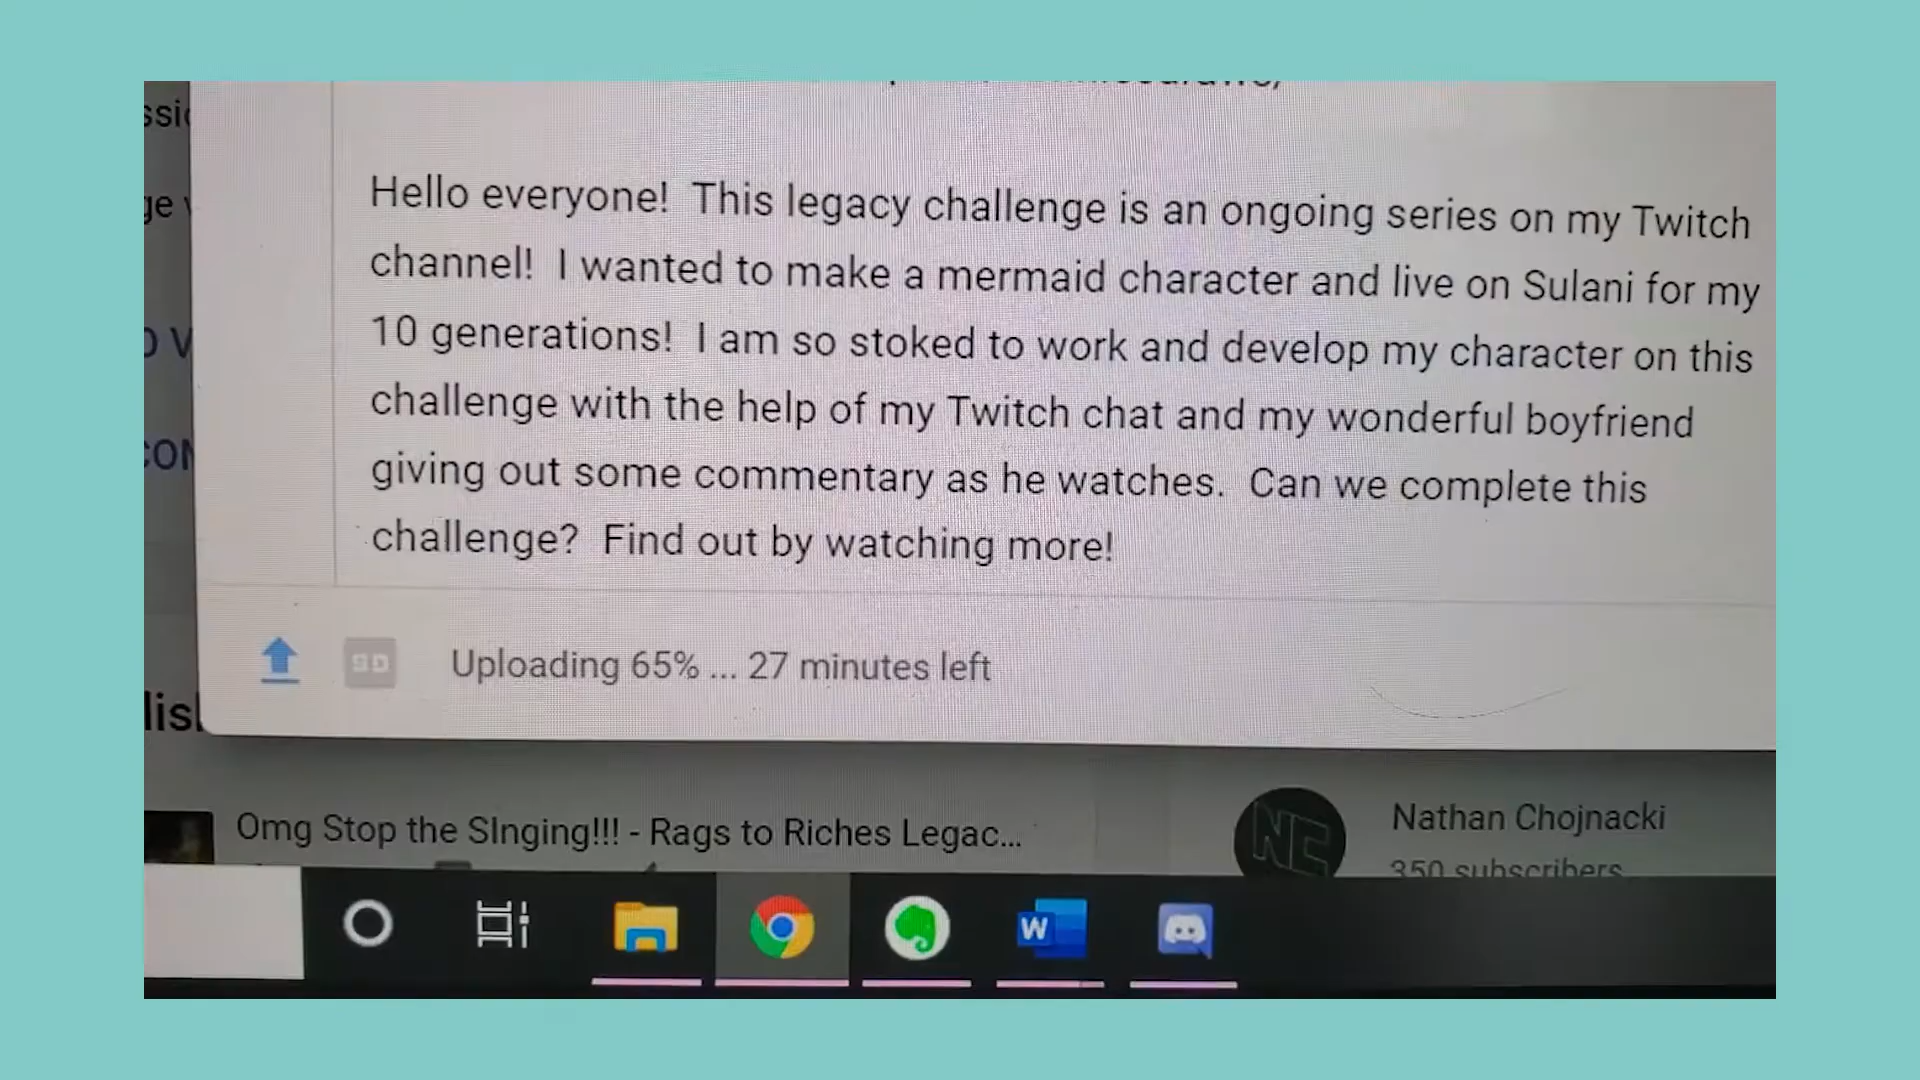 ssio
ge
Hello everyone!  This legacy challenge is an ongoing series on my Twitch
channel!  I wanted to make a mermaid character and live on Sulani for my
10 generations!  I am so stoked to work and develop my character on this
challenge with the help of my Twitch chat and my wonderful boyfriend
giving out some commentary as he watches.  Can we complete this
challenge?  Find out by watching more!
SD Uploading 65% ... 27 minutes left
Omg Stop the SInging!!! - Rags to Riches Legac...
NC Nathan Chojnacki
350 subscribers
W